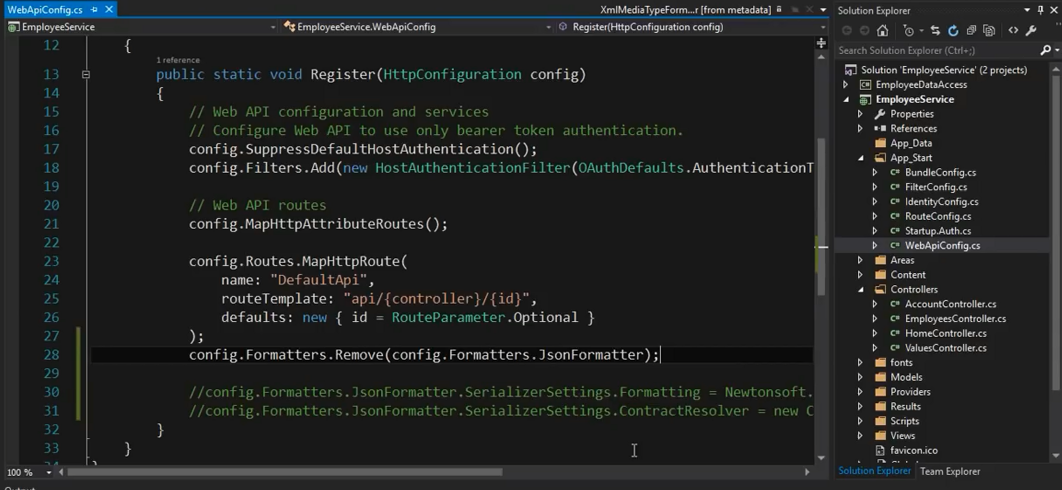 WebApiConfig.cs
XmlMediaTypeForm...r [from metadata]
EmployeeService
EmployeeService.WebApiConfig
Register(HttpConfiguration config)
12 {
1 reference
13 public static void Register(HttpConfiguration config)
14 {
15 // Web API configuration and services
16 // Configure Web API to use only bearer token authentication.
17 config.SuppressDefaultHostAuthentication();
18 config.Filters.Add(new HostAuthenticationFilter(OAuthDefaults.AuthenticationT
19
20 // Web API routes
21 config.MapHttpAttributeRoutes();
22
23 config.Routes.MapHttpRoute(
24 name: "DefaultApi",
25 routeTemplate: "api/{controller}/{id}",
26 defaults: new { id = RouteParameter.Optional }
27 );
28 config.Formatters.Remove(config.Formatters.JsonFormatter);
29
30 //config.Formatters.JsonFormatter.SerializerSettings.Formatting = Newtonsoft.
31 //config.Formatters.JsonFormatter.SerializerSettings.ContractResolver = new C
32 }
33 }
34 }
100 %
Output
Solution Explorer
Search Solution Explorer (Ctrl+;)
Solution 'EmployeeService' (2 projects)
EmployeeDataAccess
EmployeeService
Properties
References
App_Data
App_Start
BundleConfig.cs
FilterConfig.cs
IdentityConfig.cs
RouteConfig.cs
Startup.Auth.cs
WebApiConfig.cs
Areas
Content
Controllers
AccountController.cs
EmployeesController.cs
HomeController.cs
ValuesController.cs
fonts
Models
Providers
Results
Scripts
Views
favicon.ico
Solution Explorer
Team Explorer